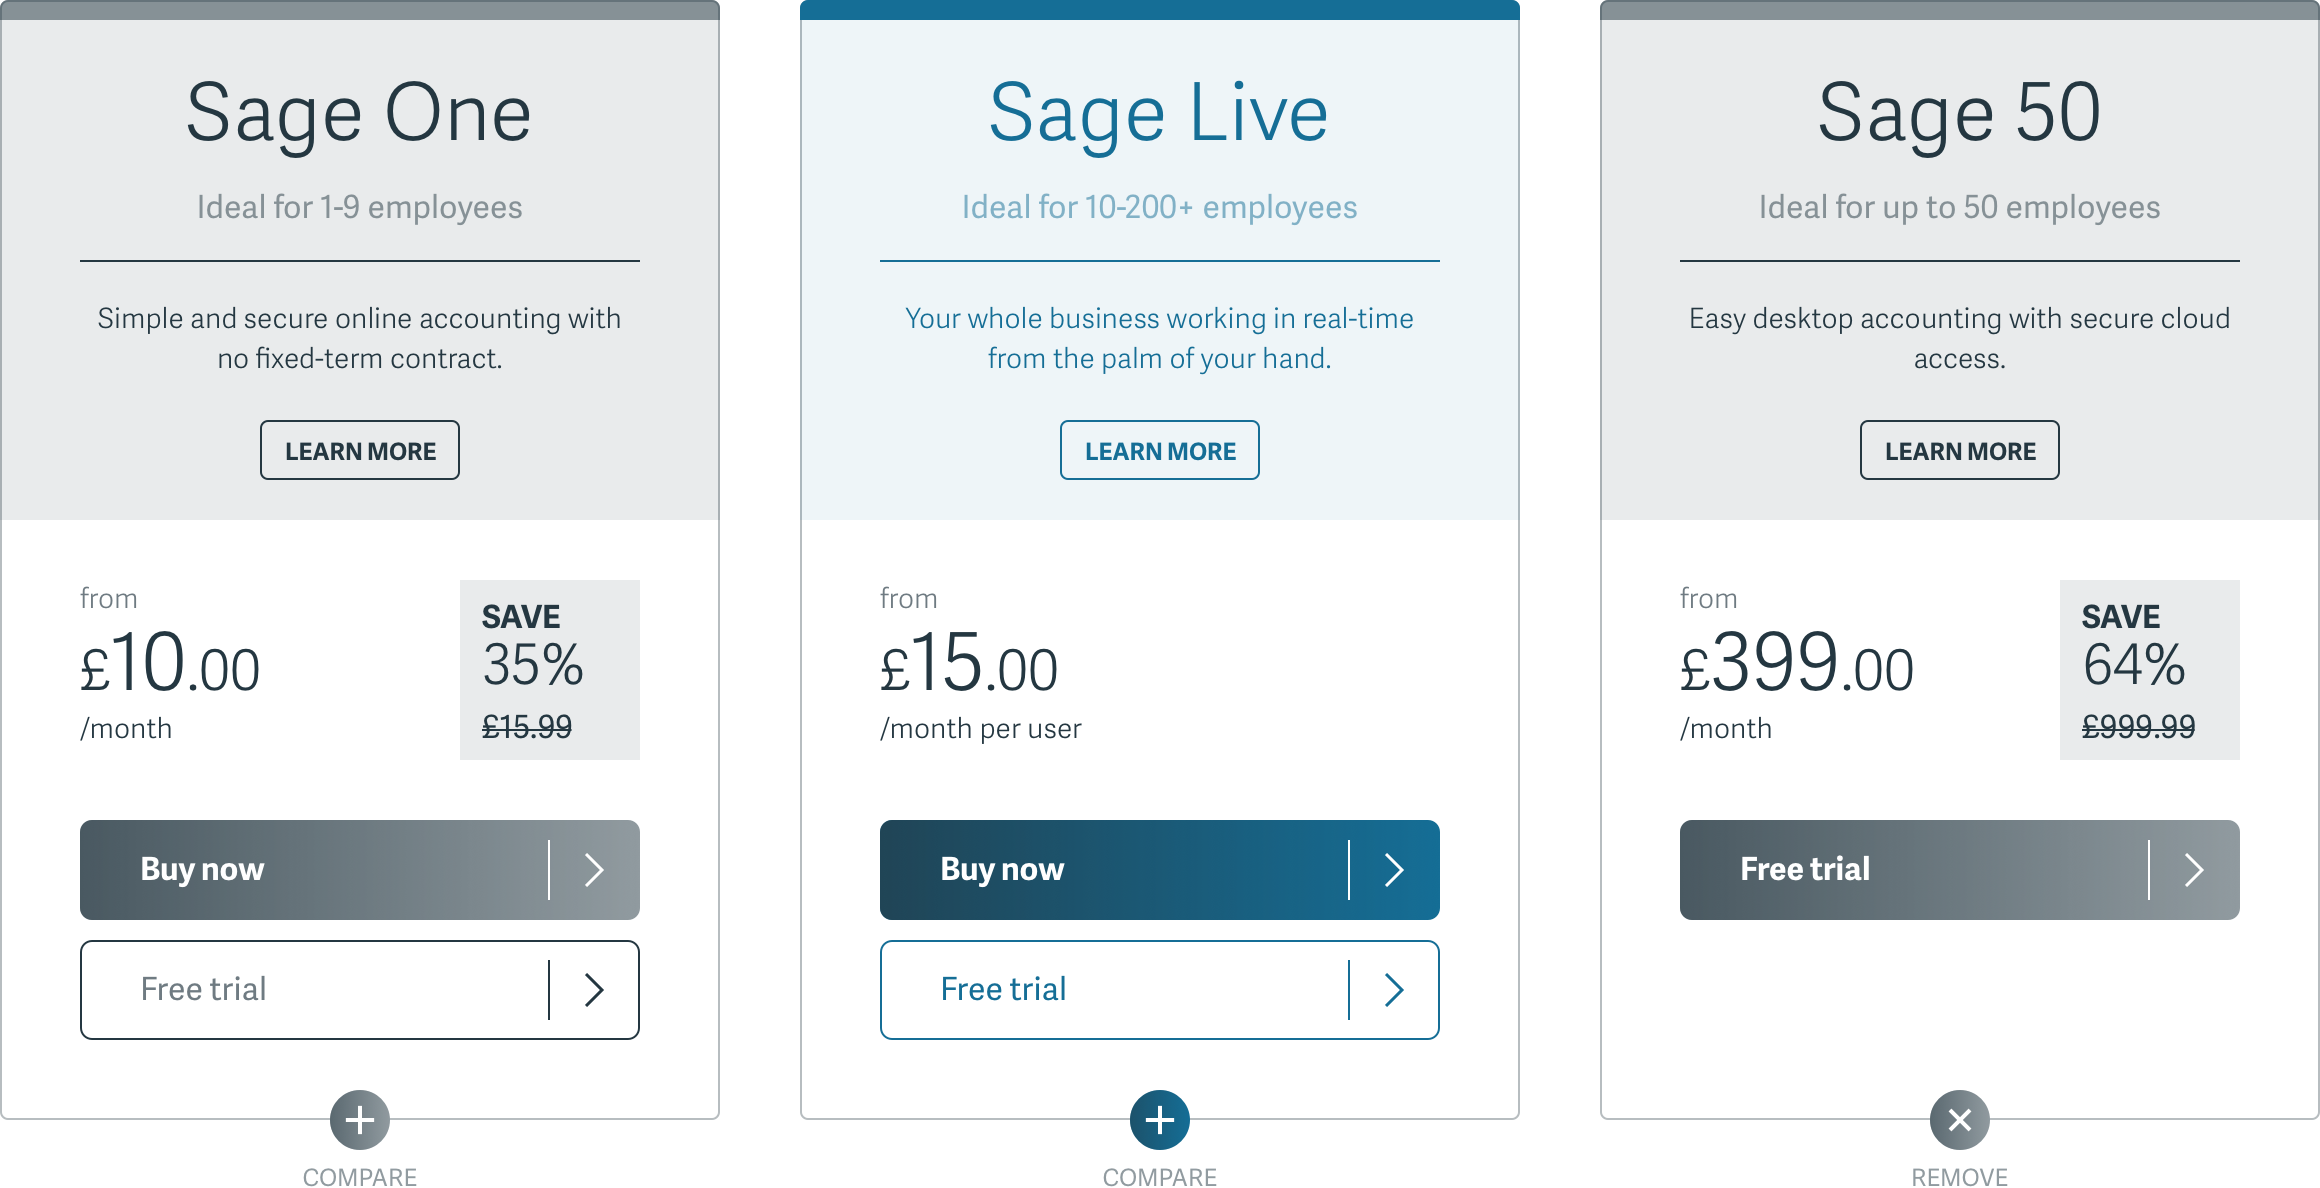 Sage One
Ideal for 1-9 employees
Simple and secure online accounting with
no fixed-term contract.
LEARN MORE
from
£10.00
/month
SAVE
35%
£15.99
Buy now
Free trial
COMPARE
Sage Live
Ideal for 10-200+ employees
Your whole business working in real-time
from the palm of your hand.
LEARN MORE
from
£15.00
/month per user
Buy now
Free trial
COMPARE
Sage 50
Ideal for up to 50 employees
Easy desktop accounting with secure cloud
access.
LEARN MORE
from
£399.00
/month
SAVE
64%
£999.99
Free trial
REMOVE